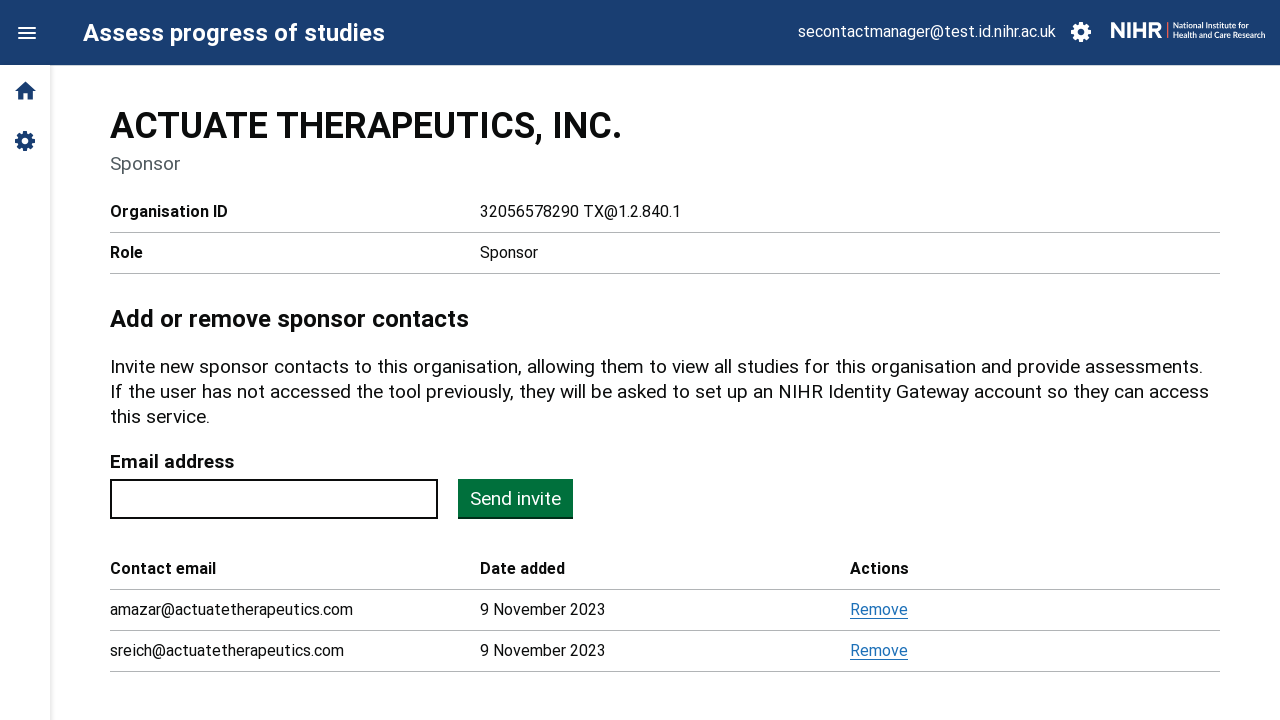 Assess progress of studies
secontactmanager@test.id.nihr.ac.uk
NIHR | National Institute for
Health and Care Research
ACTUATE THERAPEUTICS, INC.
Sponsor
Organisation ID 32056578290 TX@1.2.840.1
Role Sponsor
Add or remove sponsor contacts
Invite new sponsor contacts to this organisation, allowing them to view all studies for this organisation and provide assessments.
If the user has not accessed the tool previously, they will be asked to set up an NIHR Identity Gateway account so they can access
this service.
Email address
Send invite
Contact email Date added Actions
amazar@actuatetherapeutics.com 9 November 2023 Remove
sreich@actuatetherapeutics.com 9 November 2023 Remove